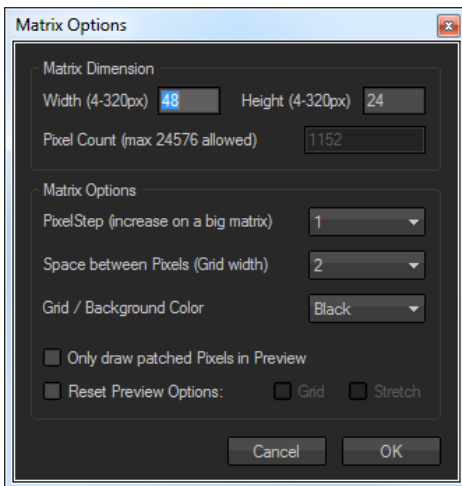 Matrix Options
Matrix Dimension
Width (4-320px) 48 Height (4-320px) 24
Pixel Count (max 24576 allowed) 1152
Matrix Options
PixelStep (increase on a big matrix) 1
Space between Pixels (Grid width) 2
Grid / Background Color Black
Only draw patched Pixels in Preview
Reset Preview Options: Grid Stretch
Cancel OK